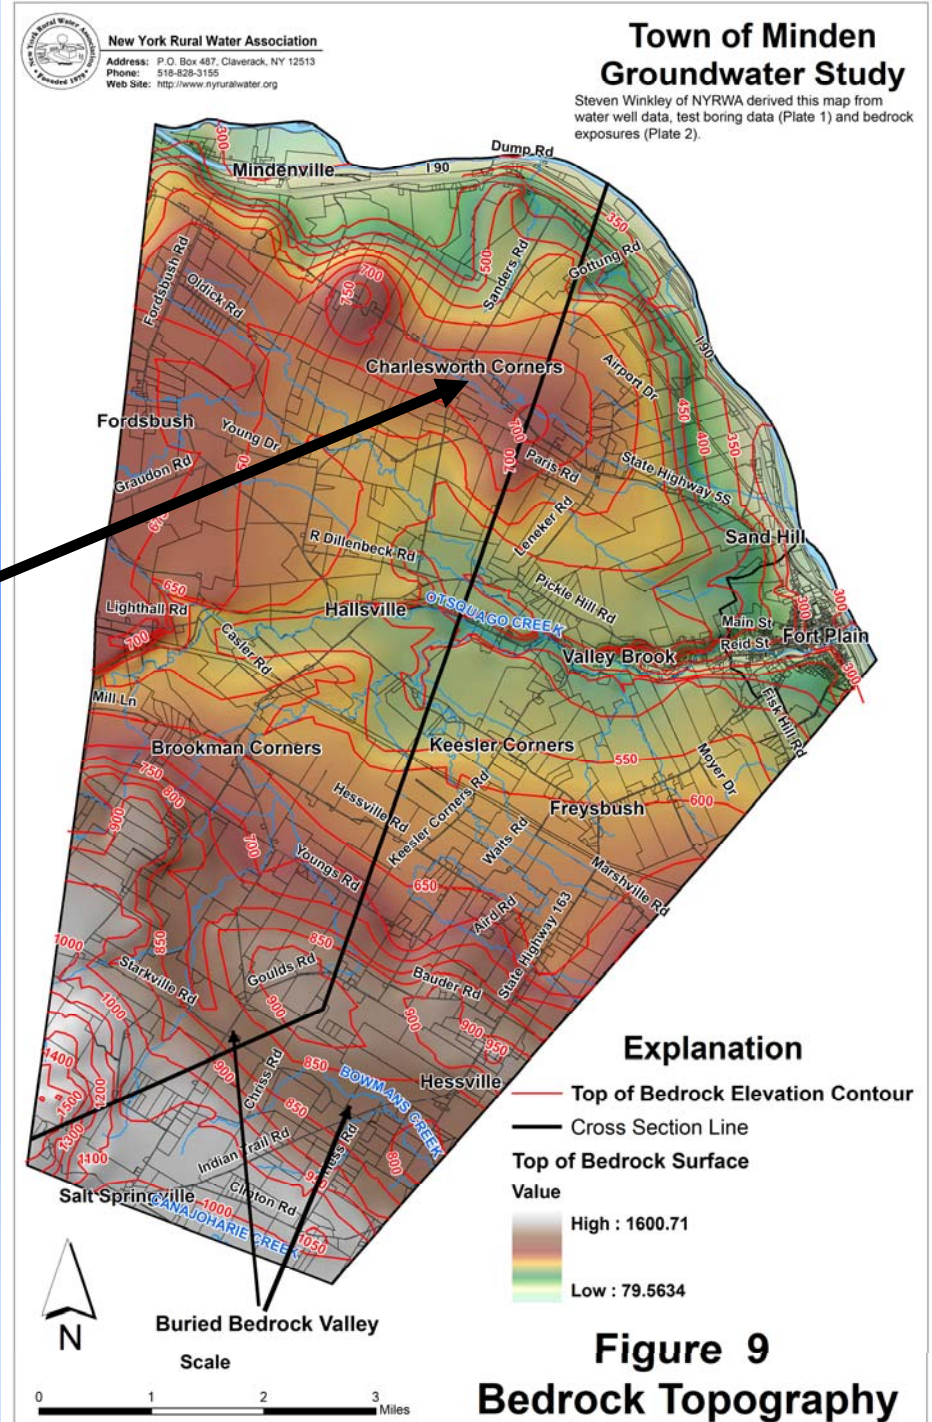 New York Rural Water Association
Address: P.O. Box 487, Claverack, NY 12513
Phone: 518-828-3155
Web Site: http://www.nyruralwater.org
New York Rural Water Association
Founded 1979
Town of Minden
Groundwater Study
Steven Winkley of NYRWA derived this map from
water well data, test boring data (Plate 1) and bedrock
exposures (Plate 2).
300
Mindenville
I 90
Dump Rd
350
500
Sanders Rd
Gottung Rd
Fordsbush Rd
Oldick Rd
700
750
I 90
Charlesworth Corners
Airport Dr
450
400
350
Fordsbush
Young Dr
700
700
Graudon Rd
Paris Rd
State Highway 5S
Leneker Rd
Sand Hill
R Dillenbeck Rd
650
Lighthall Rd
Hallsville
OTSQUAGO CREEK
Pickle Hill Rd
300
300
Main St
Reid St
Fort Plain
700
Casler Rd
Valley Brook
300
Mill Ln
Fisk Hill Rd
Brookman Corners
Keesler Corners
550
Moyer Dr
750
800
900
600
Hessville Rd
Keesler Corners Rd
Freysbush
Walts Rd
700
Youngs Rd
650
Marshville Rd
Aird Rd
State Highway 163
1000
850
850
Starkville Rd
Goulds Rd
Bauder Rd
1000
900
900
900
950
1400
1500
1200
1300
1100
900
Chriss Rd
850
BOWMANS CREEK
Hessville
850
Indian Trail Rd
800
Salt Springville
Clinton Rd
1000
CANAJOHARIE CREEK
1050
Explanation
Top of Bedrock Elevation Contour
Cross Section Line
Top of Bedrock Surface
Value
High : 1600.71
Low : 79.5634
N
Buried Bedrock Valley
Scale
0 1 2 3
Miles
Figure 9
Bedrock Topography